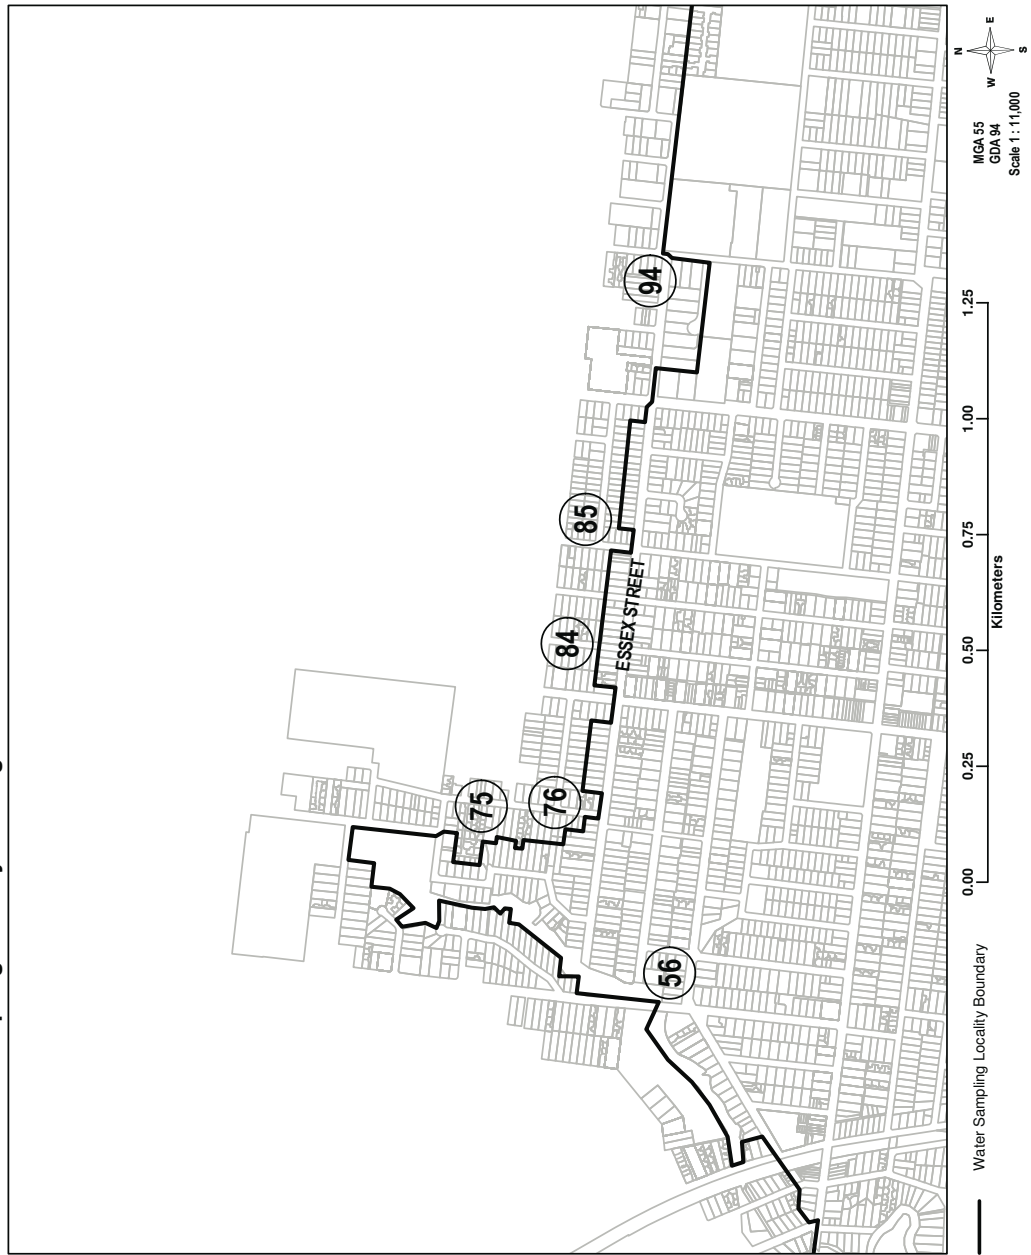 94
85
84
ESSEX STREET
75
76
56
N
E
W
S
MGA 55
GDA 94
Scale 1 : 11,000
0.00 0.25 0.50 0.75 1.00 1.25
Kilometers
Water Sampling Locality Boundary